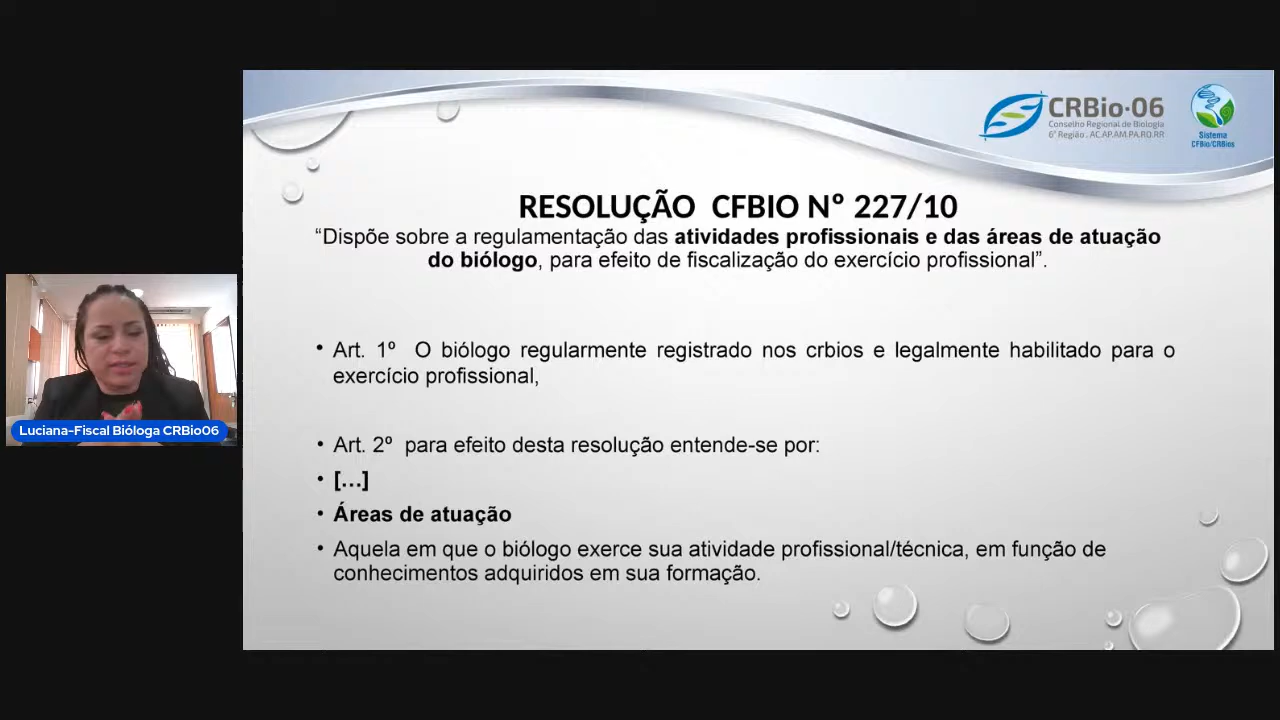 CRBio·06
Conselho Regional de Biologia
6ª Região . AC.AP.AM.PA.RO.RR
Sistema
CFBio/CRBios
RESOLUÇÃO CFBIO Nº 227/10
“Dispõe sobre a regulamentação das atividades profissionais e das áreas de atuação
do biólogo, para efeito de fiscalização do exercício profissional”.
• Art. 1º O biólogo regularmente registrado nos crbios e legalmente habilitado para o
exercício profissional,
• Art. 2º para efeito desta resolução entende-se por:
• [...]
• Áreas de atuação
• Aquela em que o biólogo exerce sua atividade profissional/técnica, em função de
conhecimentos adquiridos em sua formação.
Luciana-Fiscal Bióloga CRBio06